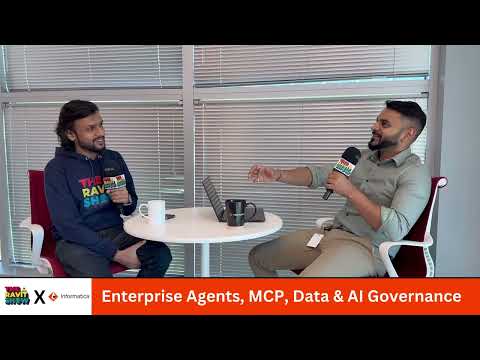 THE
RAVIT
SHOW
THE
RAVIT
SHOW
X
Informatica
Enterprise Agents, MCP, Data & AI Governance